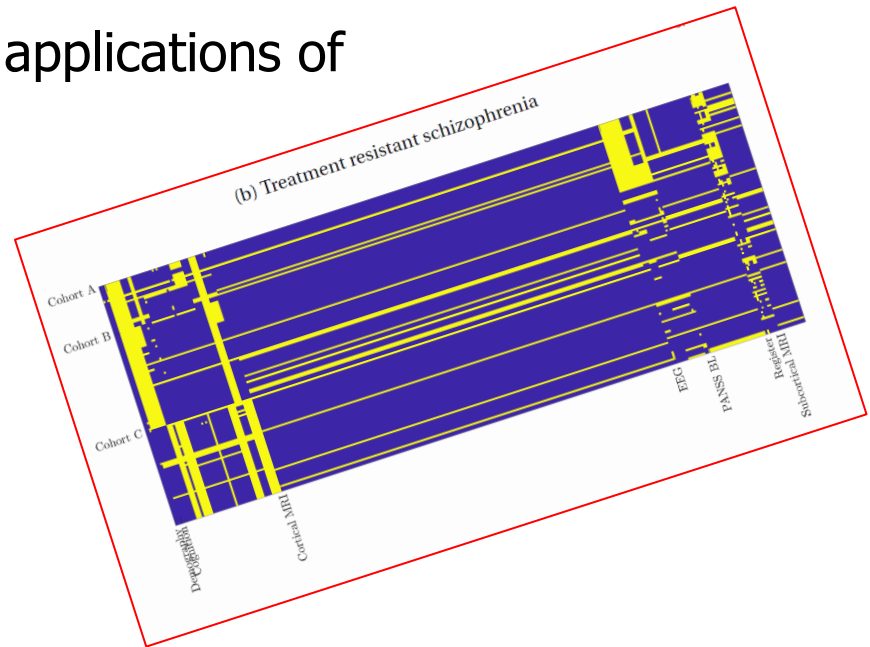 applications of
(b) Treatment resistant schizophrenia
Cohort A
Cohort B
Cohort C
Demography
Cognition
Cortical MRI
EEG
PANSS BL
Register
Subcortical MRI